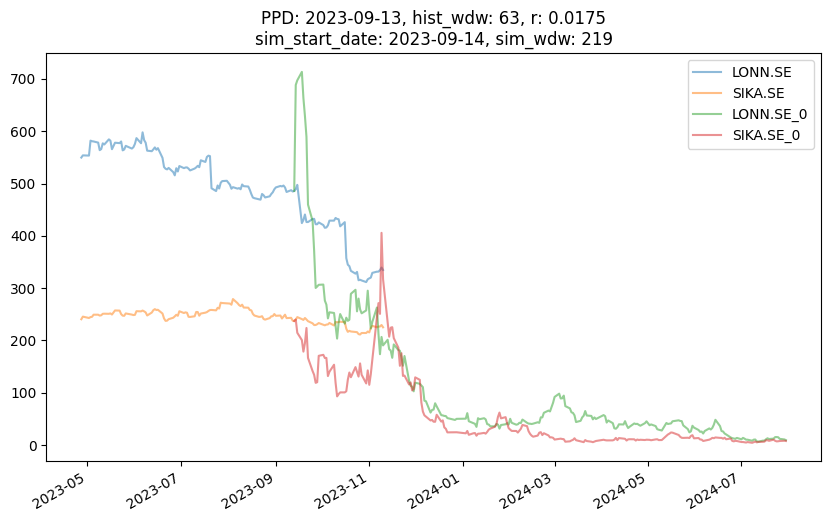 PPD: 2023-09-13, hist_wdw: 63, r: 0.0175
sim_start_date: 2023-09-14, sim_wdw: 219
LONN.SE
SIKA.SE
LONN.SE_0
SIKA.SE_0
700
600
500
400
300
200
100
0
2023-05
2023-07
2023-09
2023-11
2024-01
2024-03
2024-05
2024-07